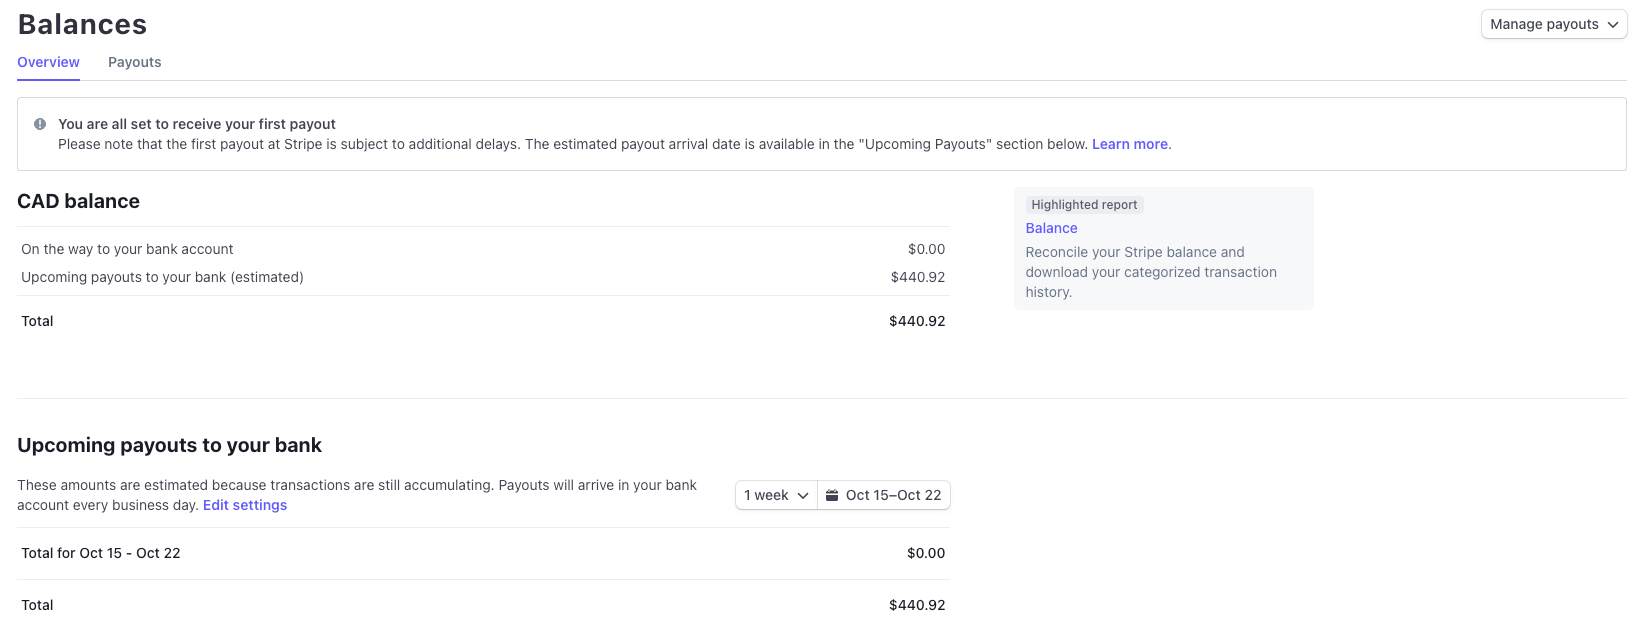 Balances
Manage payouts
Overview
Payouts
You are all set to receive your first payout
Please note that the first payout at Stripe is subject to additional delays. The estimated payout arrival date is available in the "Upcoming Payouts" section below. Learn more.
CAD balance
On the way to your bank account $0.00
Upcoming payouts to your bank (estimated) $440.92
Total $440.92
Highlighted report
Balance
Reconcile your Stripe balance and
download your categorized transaction
history.
Upcoming payouts to your bank
These amounts are estimated because transactions are still accumulating. Payouts will arrive in your bank
account every business day. Edit settings
1 week
Oct 15–Oct 22
Total for Oct 15 - Oct 22 $0.00
Total $440.92